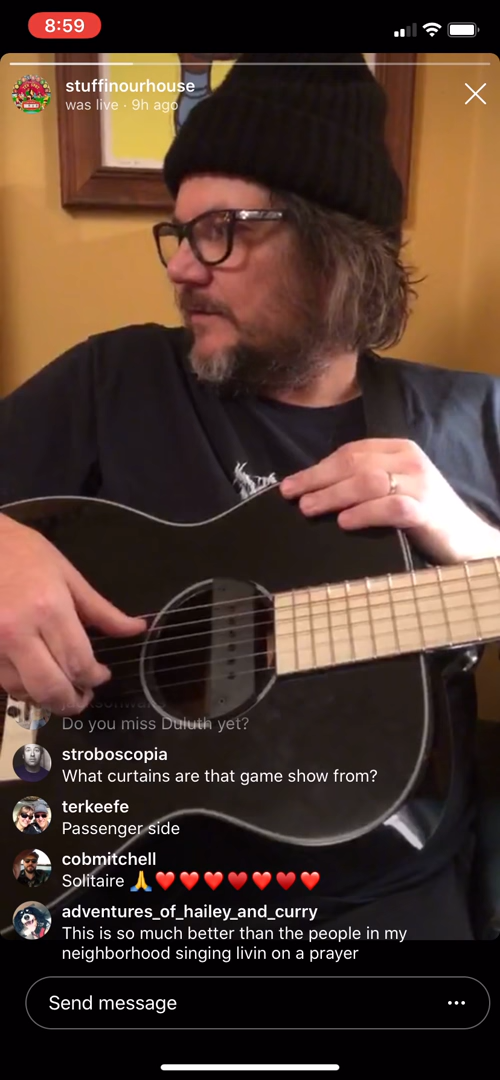 8:59
stuffinourhouse
was live · 9h ago
Do you miss Duluth yet?
stroboscopia
What curtains are that game show from?
terkeefe
Passenger side
cobmitchell
Solitaire 🙏❤️❤️❤️❤️❤️❤️❤️
adventures_of_hailey_and_curry
This is so much better than the people in my
neighborhood singing livin on a prayer
Send message